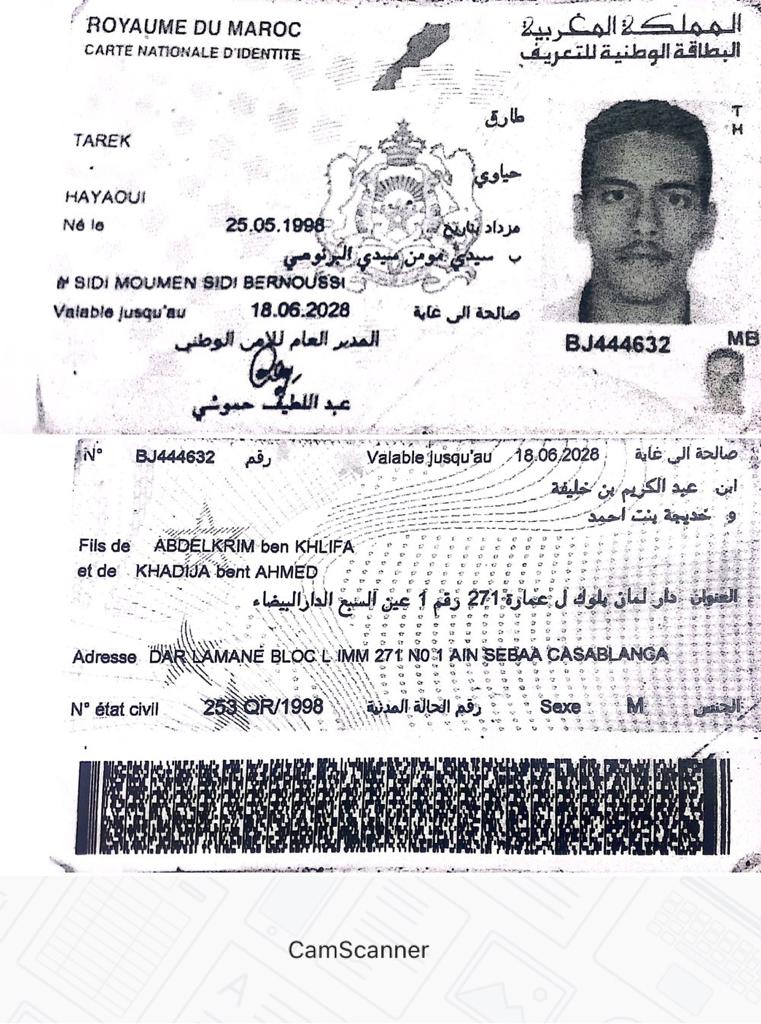 ROYAUME DU MAROC
CARTE NATIONALE D'IDENTITE
المملكة المغربية
البطاقة الوطنية للتعريف
طارق
TAREK
حياوي
HAYAOUI
Né le 25.05.1998 مزداد بتاريخ
ب سيدي مومن سيدي البرنوصي
à SIDI MOUMEN SIDI BERNOUSSI
Valable jusqu'au 18.06.2028 صالحة الى غاية
المدير العام للأمن الوطني
عبد اللطيف حموشي
T
H
BJ444632
MB
N° BJ444632 رقم
Valable jusqu'au 18.06.2028 صالحة الى غاية
ابن عبد الكريم بن خليفة
و خديجة بنت احمد
Fils de ABDELKRIM ben KHLIFA
et de KHADIJA bent AHMED
العنوان دار لمان بلوك ل عمارة 271 رقم 1 عين السبع الدارالبيضاء
Adresse DAR LAMANE BLOC L IMM 271 N0 1 AIN SEBAA CASABLANCA
N° état civil 253 QR/1998 رقم الحالة المدنية
Sexe M الجنس
CamScanner